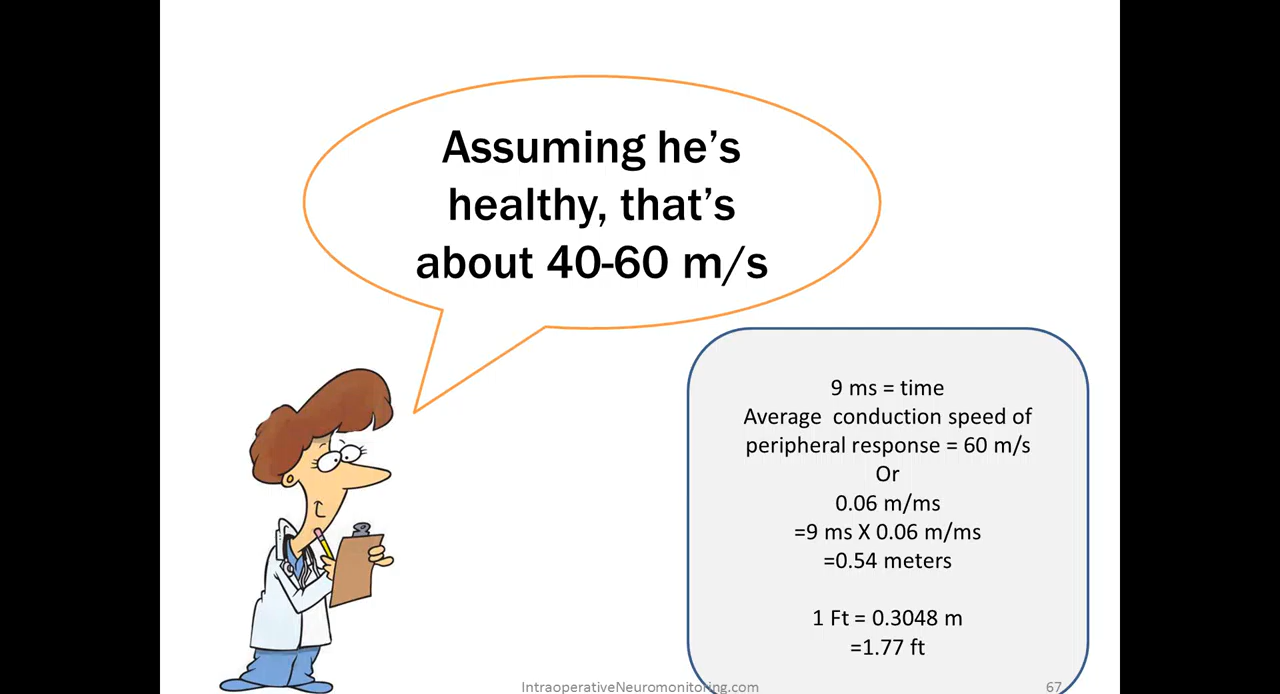 Assuming he’s
healthy, that’s
about 40-60 m/s
9 ms = time
Average  conduction speed of
peripheral response = 60 m/s
Or
0.06 m/ms
=9 ms X 0.06 m/ms
=0.54 meters
1 Ft = 0.3048 m
=1.77 ft
IntraoperativeNeuromonitoring.com
67